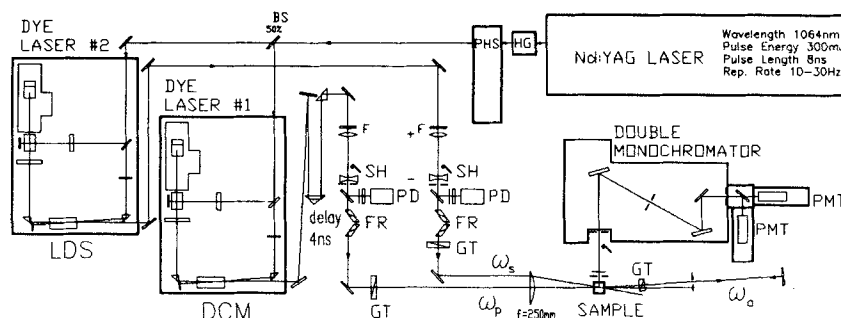 DYE
LASER #2
BS
50%
PHS
HG
Nd:YAG LASER
Wavelength 1064nm
Pulse Energy 300mJ
Pulse Length 8ns
Rep. Rate 10-30Hz
DYE
LASER #1
F
+ F
DOUBLE
MONOCHROMATOR
SH
- SH
PD
PD
delay
4ns
FR
FR
GT
PMT
PMT
LDS
DCM
GT
ωs
ωp
f=250mm
SAMPLE
GT
ωa